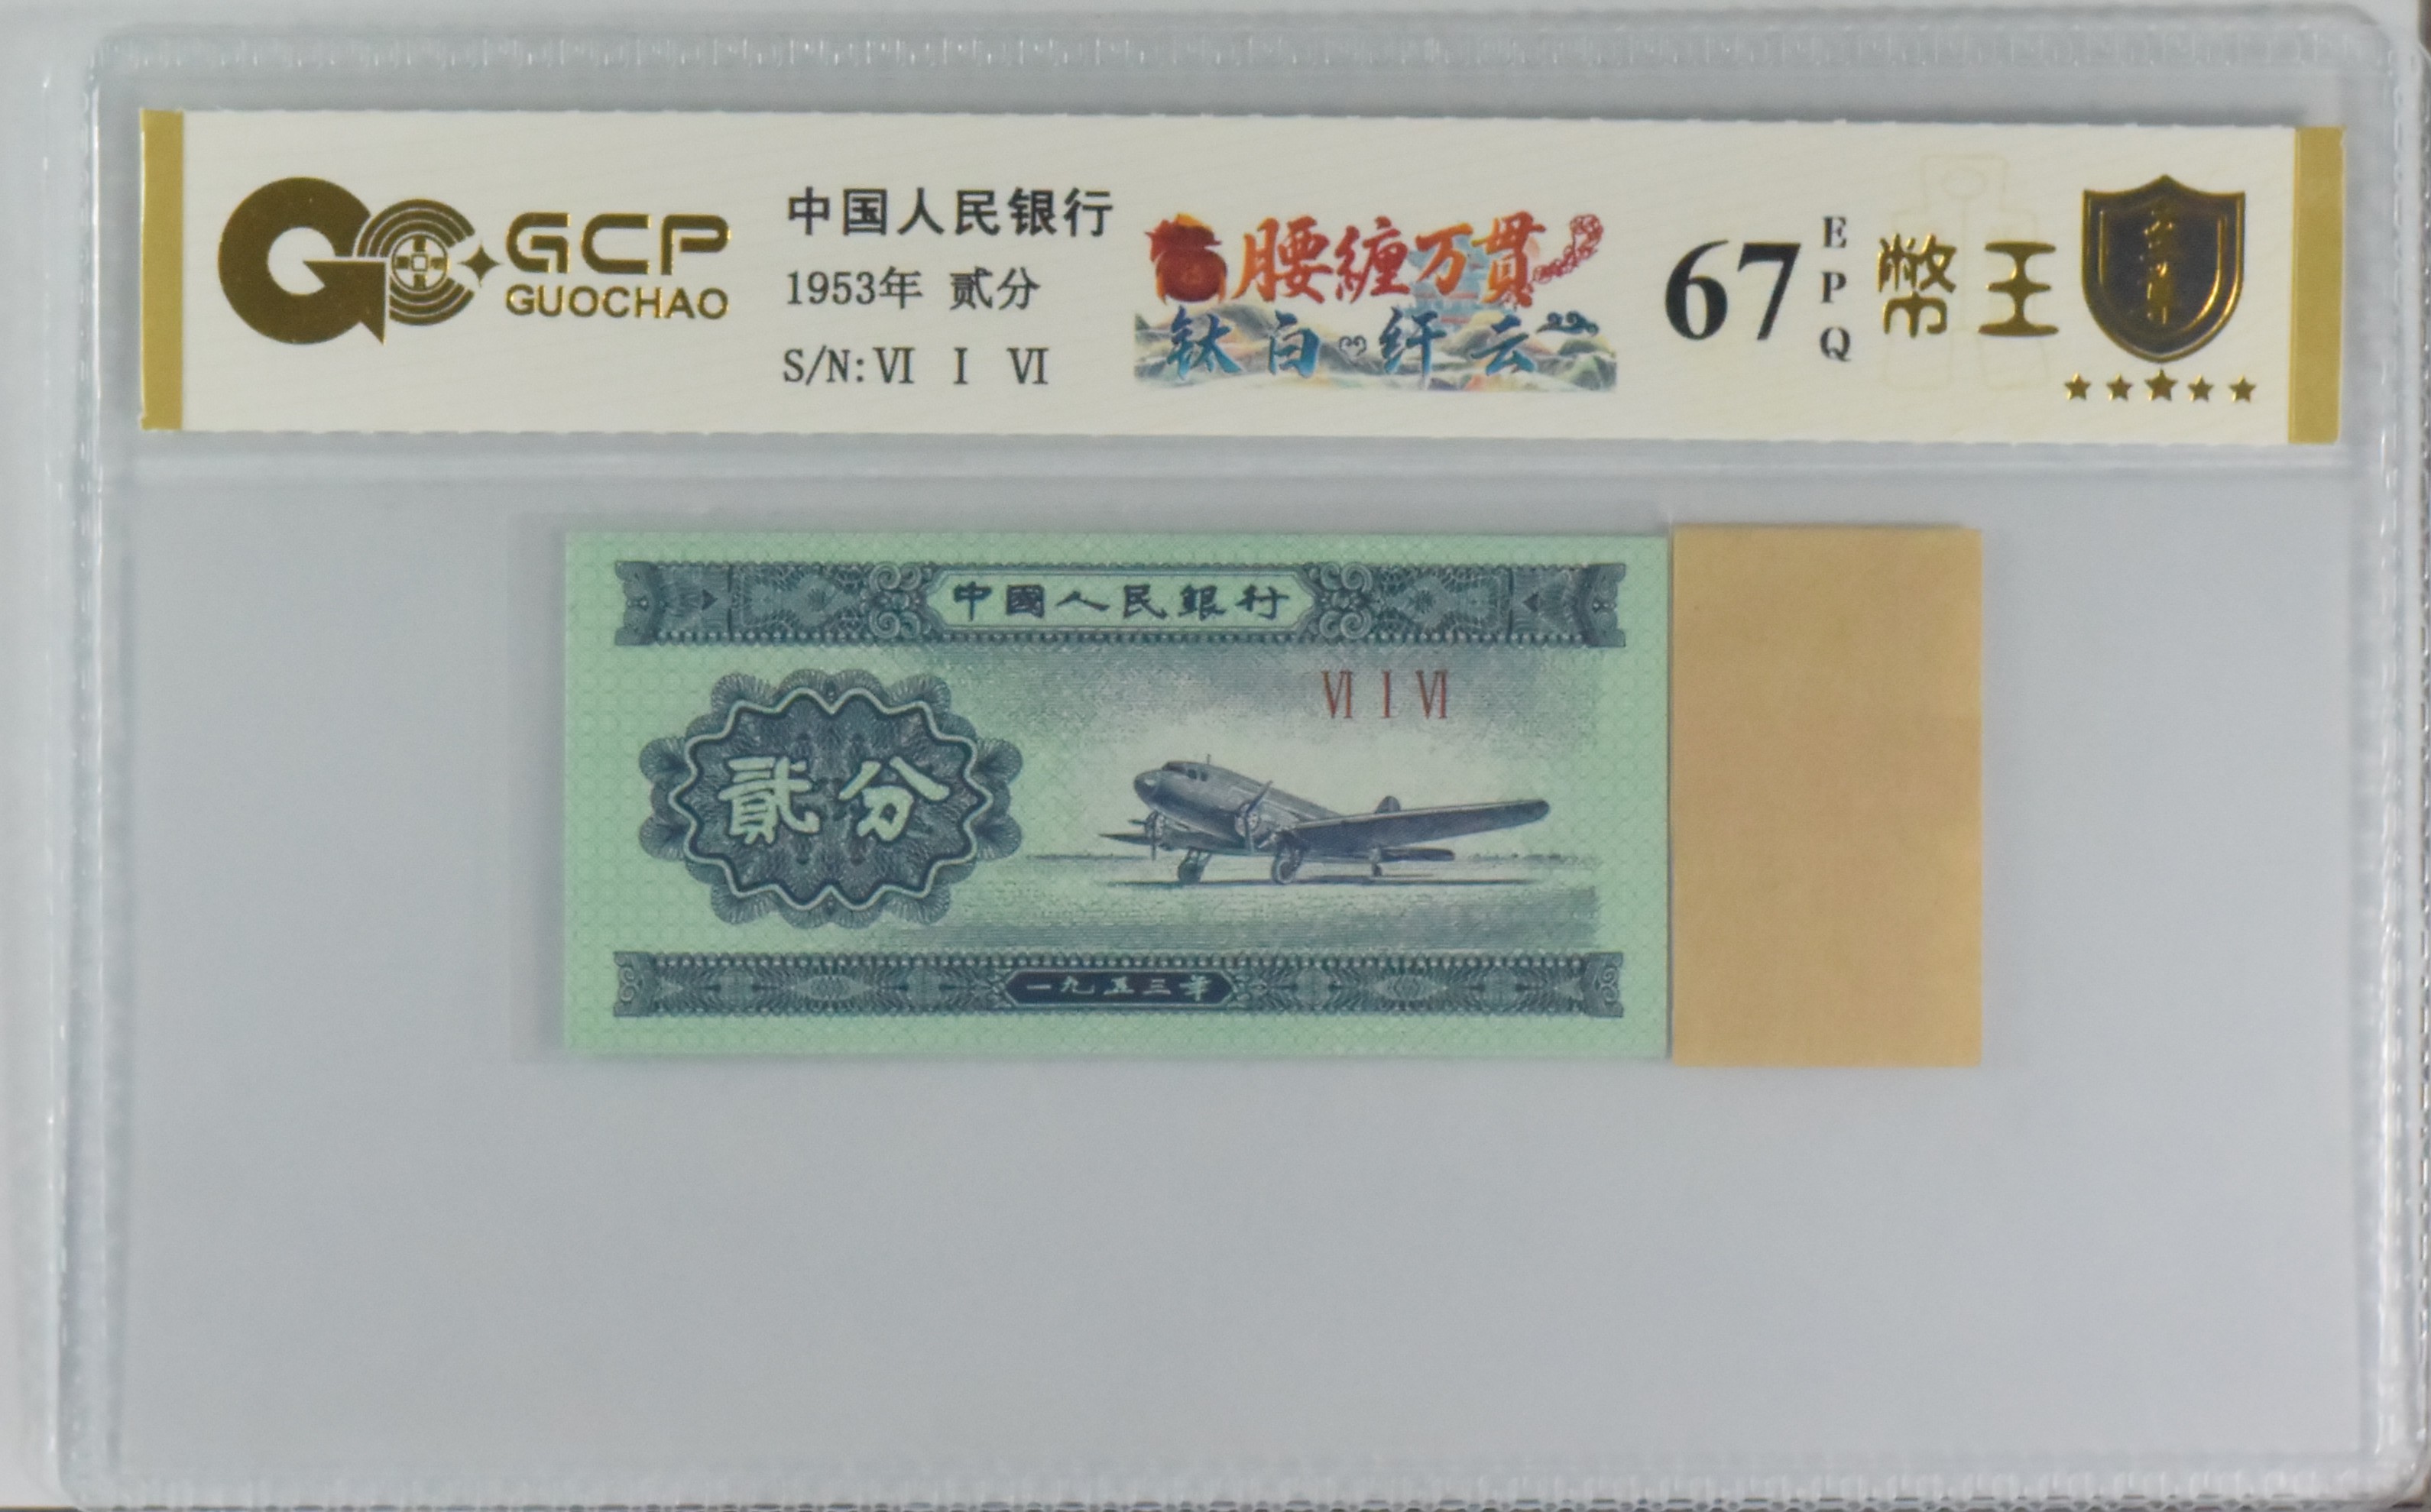 GCP
GUOCHAO
中国人民银行
1953年 贰分
S/N: VI I VI
腰缠万贯
钛白·纤云
67
EPQ
幣王
中國人民銀行
VI I VI
貳分
一九五三年